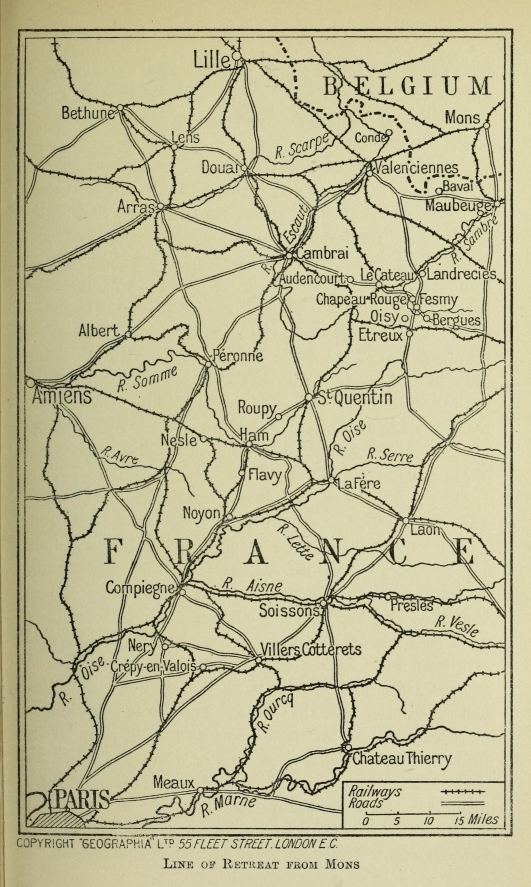 Lille
BELGIUM
Bethune
Mons
Lens
R. Scarpe
Condé
Douai
Valenciennes
Bavai
Arras
Maubeuge
R. Escaut
R. Sambre
Cambrai
Audencourt
Le Cateau
Landrecies
Chapeau-Rouge
Fesmy
Oisy
Bergues
Albert
Etreux
Péronne
R. Somme
Amiens
Roupy
St Quentin
Nesle
Ham
R. Oise
R. Avre
R. Serre
Flavy
La Fère
Noyon
R. Lette
Laon
FRANCE
Compiegne
R. Aisne
Soissons
Presles
R. Vesle
Nery
Villers Cotterets
R. Oise
Crépy-en-Valois
R. Ourcq
Chateau Thierry
Meaux
PARIS
R. Marne
Railways
Roads
0 5 10 15 Miles
COPYRIGHT "GEOGRAPHIA" LTD 55 FLEET STREET. LONDON E.C.
LINE OF RETREAT FROM MONS